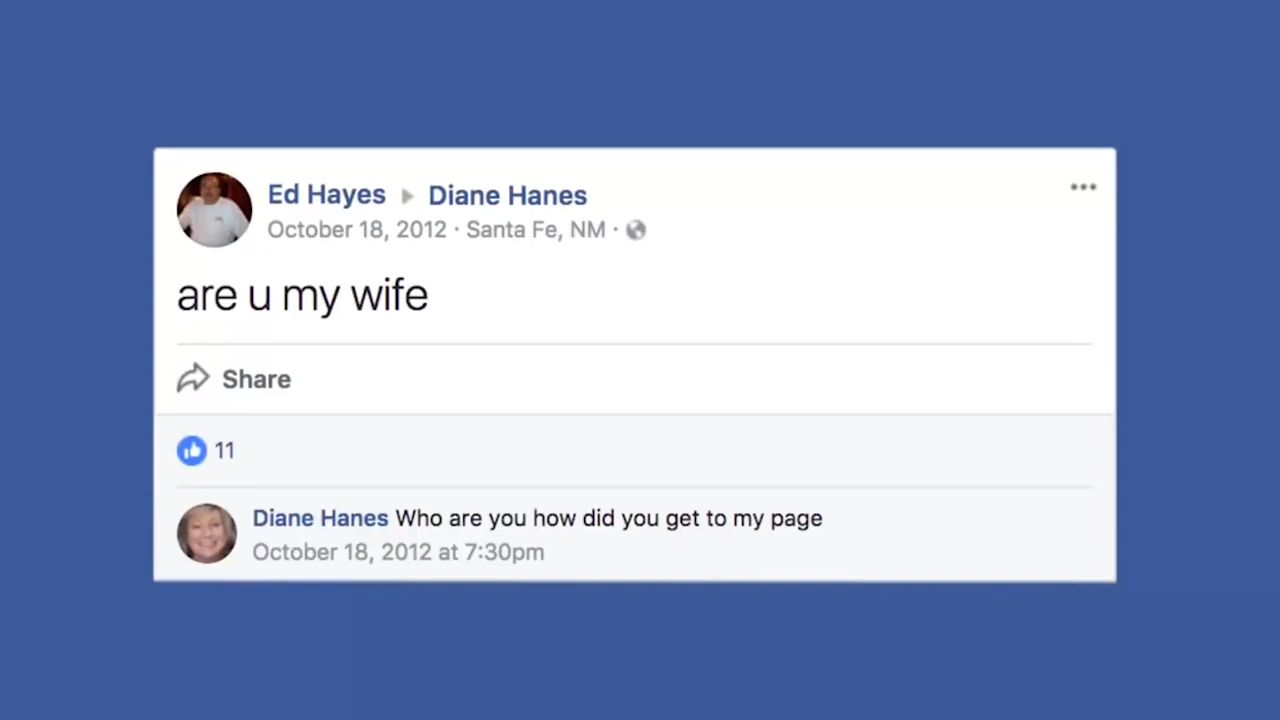 Ed Hayes ▸ Diane Hanes
October 18, 2012 · Santa Fe, NM ·
are u my wife
Share
11
Diane Hanes Who are you how did you get to my page
October 18, 2012 at 7:30pm